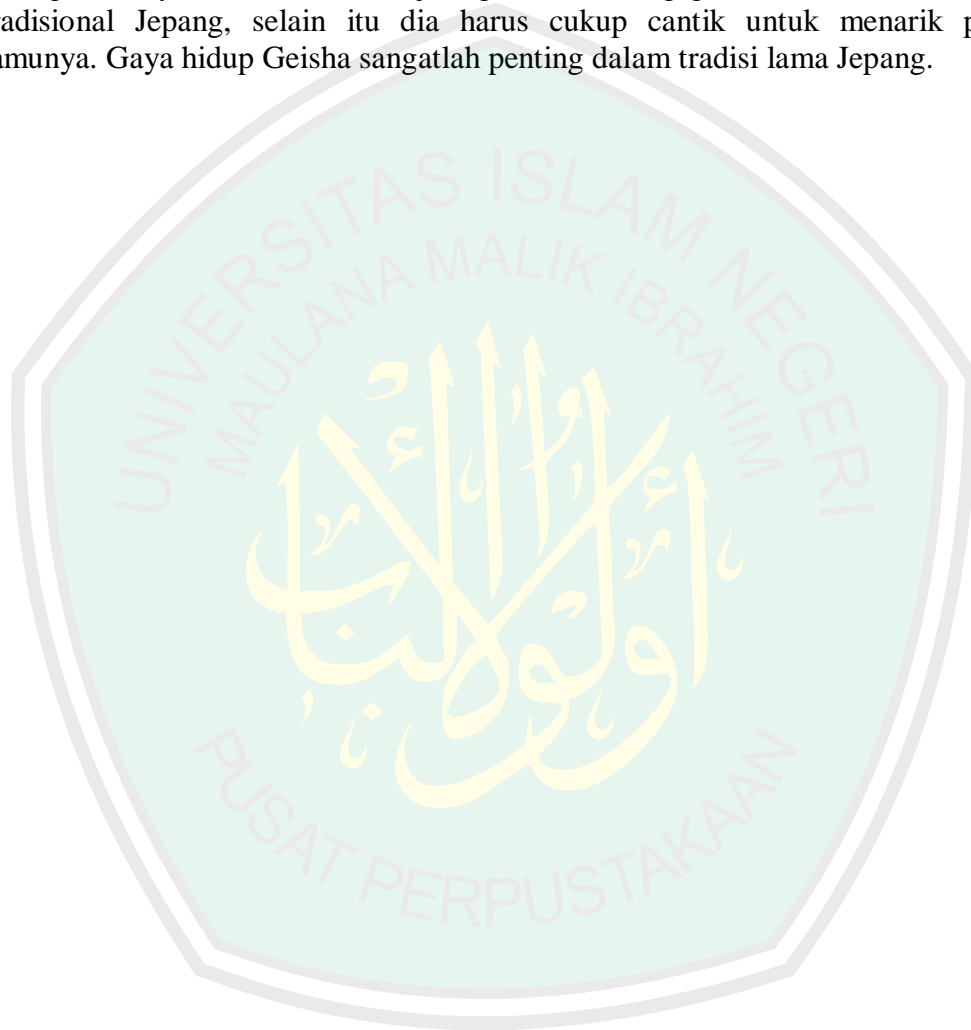 radisional Jepang, selain itu dia harus cukup cantik untuk menarik p
amunya. Gaya hidup Geisha sangatlah penting dalam tradisi lama Jepang.
UNIVERSITAS ISLAM NEGERI
MAULANA MALIK IBRAHIM
أولوا الألباب
PUSAT PERPUSTAKAAN